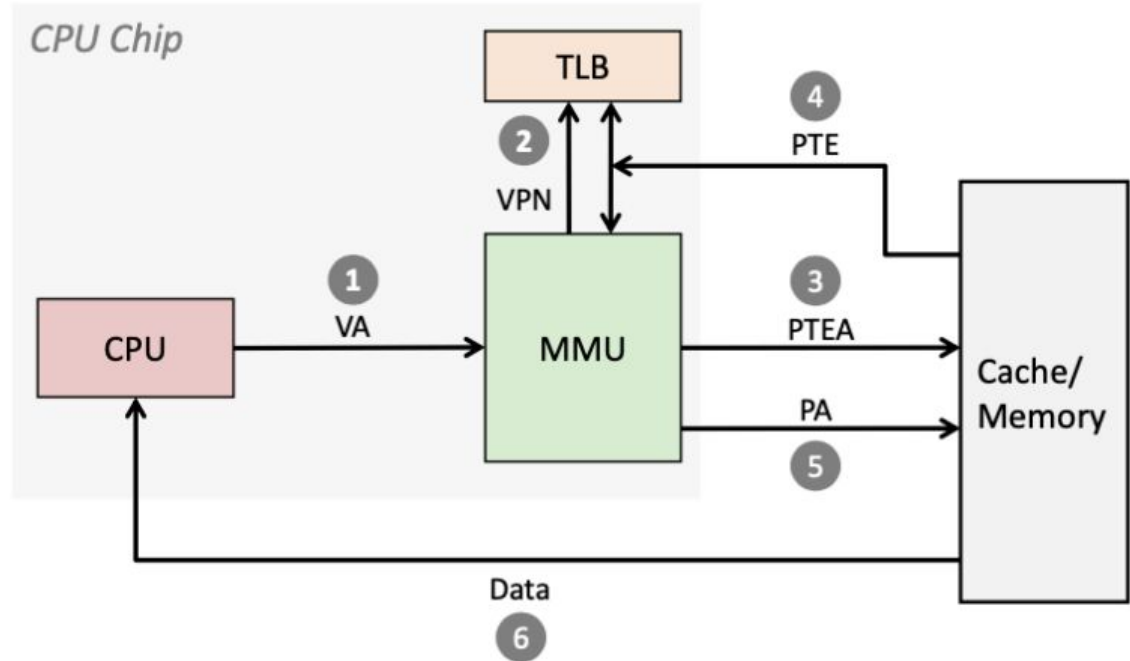 CPU Chip
TLB
4
PTE
2
VPN
1
VA
3
PTEA
CPU
MMU
Cache/
Memory
PA
5
Data
6